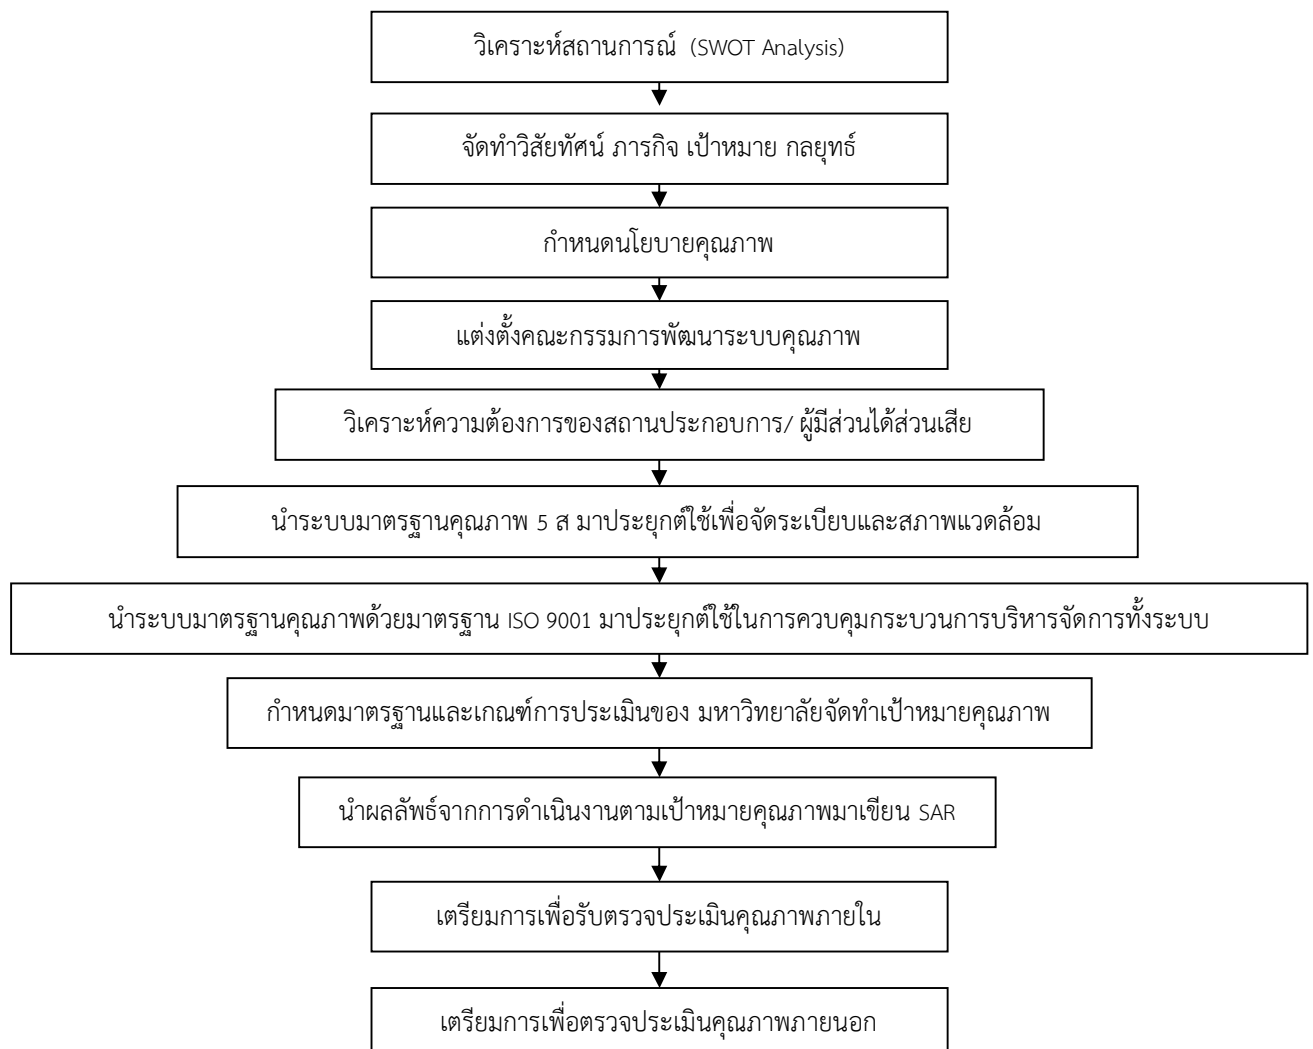 วิเคราะห์สถานการณ์ (SWOT Analysis)
จัดทำวิสัยทัศน์ ภารกิจ เป้าหมาย กลยุทธ์
กำหนดนโยบายคุณภาพ
แต่งตั้งคณะกรรมการพัฒนาระบบคุณภาพ
วิเคราะห์ความต้องการของสถานประกอบการ/ ผู้มีส่วนได้ส่วนเสีย
นำระบบมาตรฐานคุณภาพ 5 ส มาประยุกต์ใช้เพื่อจัดระเบียบและสภาพแวดล้อม
นำระบบมาตรฐานคุณภาพด้วยมาตรฐาน ISO 9001 มาประยุกต์ใช้ในการควบคุมกระบวนการบริหารจัดการทั้งระบบ
กำหนดมาตรฐานและเกณฑ์การประเมินของ มหาวิทยาลัยจัดทำเป้าหมายคุณภาพ
นำผลลัพธ์จากการดำเนินงานตามเป้าหมายคุณภาพมาเขียน SAR
เตรียมการเพื่อรับตรวจประเมินคุณภาพภายใน
เตรียมการเพื่อตรวจประเมินคุณภาพภายนอก